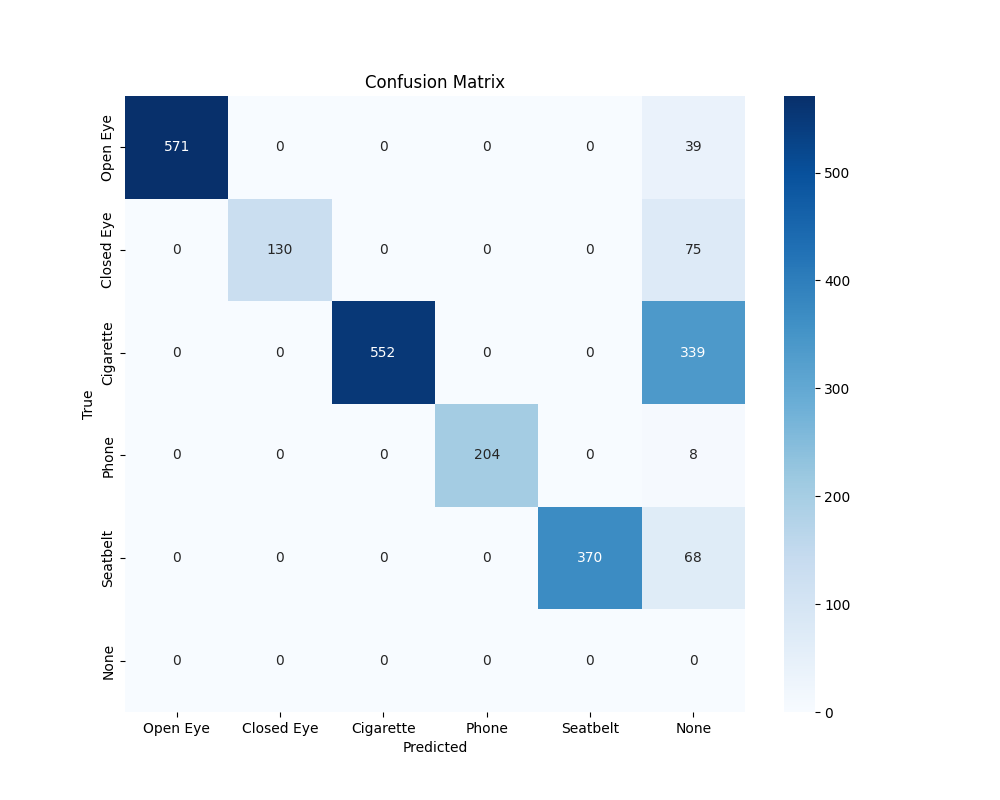 Confusion Matrix
Open Eye 571 0 0 0 0 39
Closed Eye 0 130 0 0 0 75
Cigarette 0 0 552 0 0 339
Phone 0 0 0 204 0 8
Seatbelt 0 0 0 0 370 68
None 0 0 0 0 0 0
True
Open Eye Closed Eye Cigarette Phone Seatbelt None
Predicted
500
400
300
200
100
0